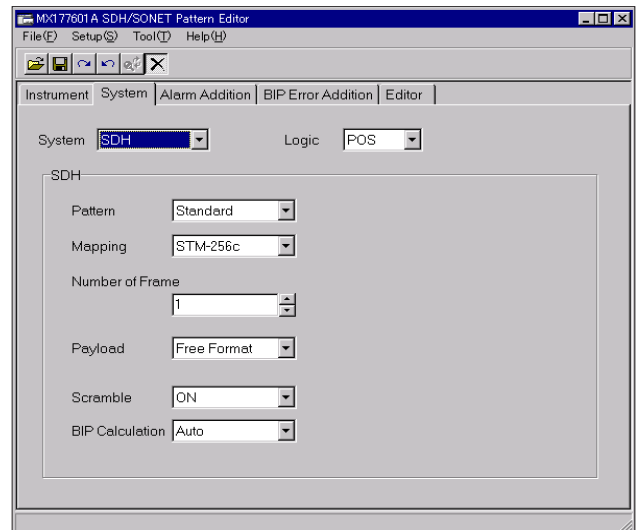 MX177601A SDH/SONET Pattern Editor
File(F) Setup(S) Tool(T) Help(H)
Instrument System Alarm Addition BIP Error Addition Editor
System SDH Logic POS
SDH
Pattern Standard
Mapping STM-256c
Number of Frame
1
Payload Free Format
Scramble ON
BIP Calculation Auto